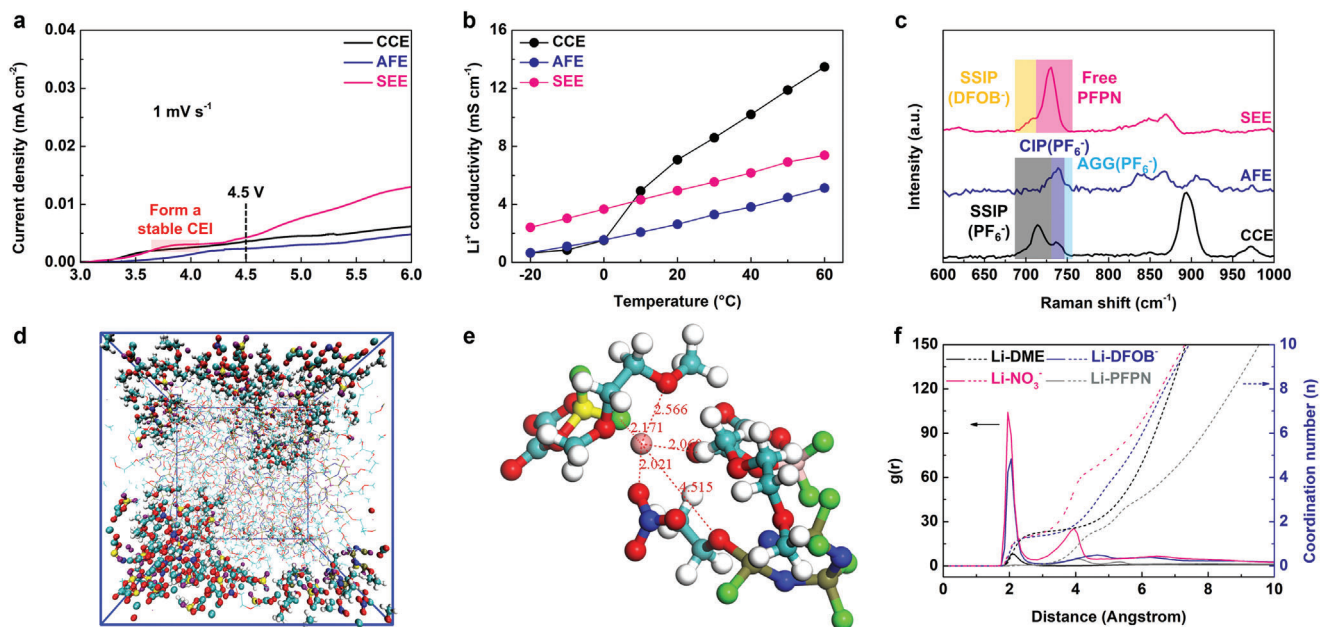 a
Current density (mA cm-2)
0.04
0.03
0.02
0.01
0.00
CCE
AFE
SEE
1 mV s-1
4.5 V
Form a
stable CEI
3.0 3.5 4.0 4.5 5.0 5.5 6.0
b
Li+ conductivity (mS cm-1)
16
12
8
4
0
CCE
AFE
SEE
-20 0 20 40 60
Temperature (°C)
c
Intensity (a.u.)
SSIP
(DFOB-)
Free
PFPN
SEE
CIP(PF6-)
AGG(PF6-)
AFE
SSIP
(PF6-)
CCE
600 650 700 750 800 850 900 950 1000
Raman shift (cm-1)
d
e
2.566
2.171
2.021
4.515
f
g(r)
150
120
90
60
30
0
Li-DME
Li-DFOB-
Li-NO3-
Li-PFPN
10
8
6
4
2
0
Coordination number (n)
0 2 4 6 8 10
Distance (Angstrom)